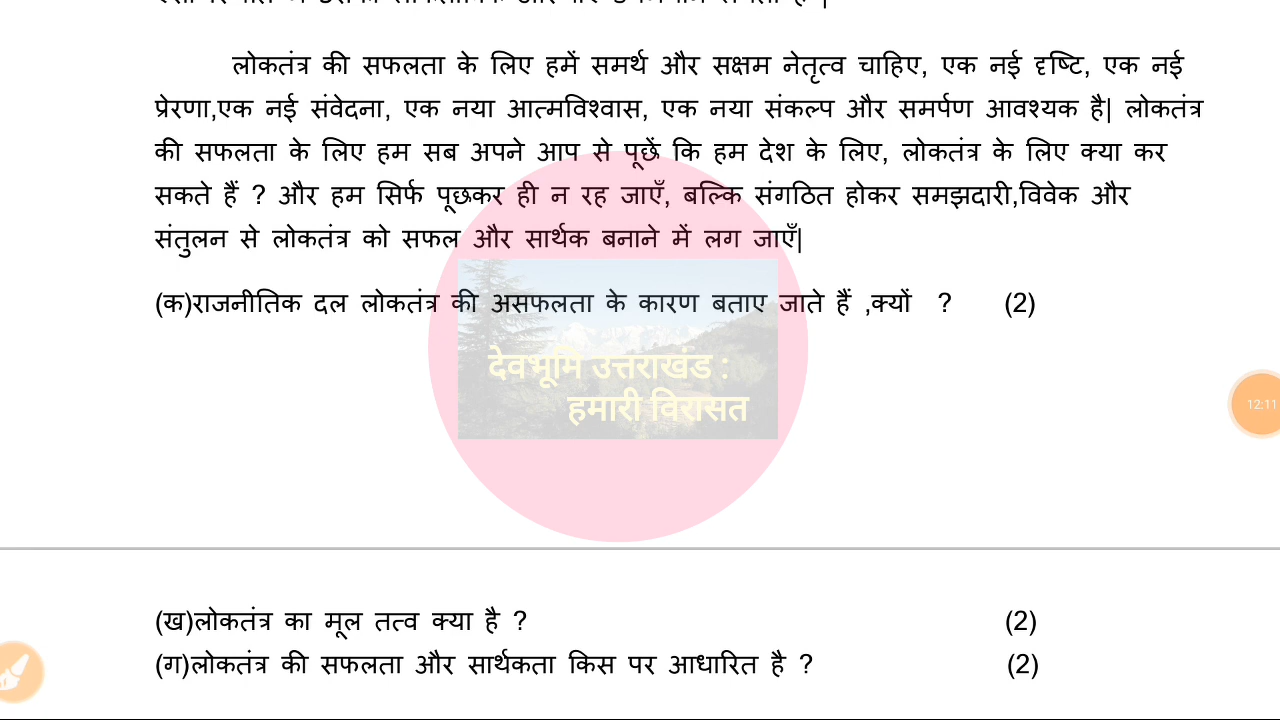 लोकतंत्र की सफलता के लिए हमें समर्थ और सक्षम नेतृत्व चाहिए, एक नई दृष्टि, एक नई
प्रेरणा,एक नई संवेदना, एक नया आत्मविश्वास, एक नया संकल्प और समर्पण आवश्यक है| लोकतंत्र
की सफलता के लिए हम सब अपने आप से पूछें कि हम देश के लिए, लोकतंत्र के लिए क्या कर
सकते हैं ? और हम सिर्फ पूछकर ही न रह जाएँ, बल्कि संगठित होकर समझदारी,विवेक और
संतुलन से लोकतंत्र को सफल और सार्थक बनाने में लग जाएँ|
(क)राजनीतिक दल लोकतंत्र की असफलता के कारण बताए जाते हैं ,क्यों ? (2)
देवभूमि उत्तराखंड :
हमारी विरासत
12:11
(ख)लोकतंत्र का मूल तत्व क्या है ? (2)
(ग)लोकतंत्र की सफलता और सार्थकता किस पर आधारित है ? (2)